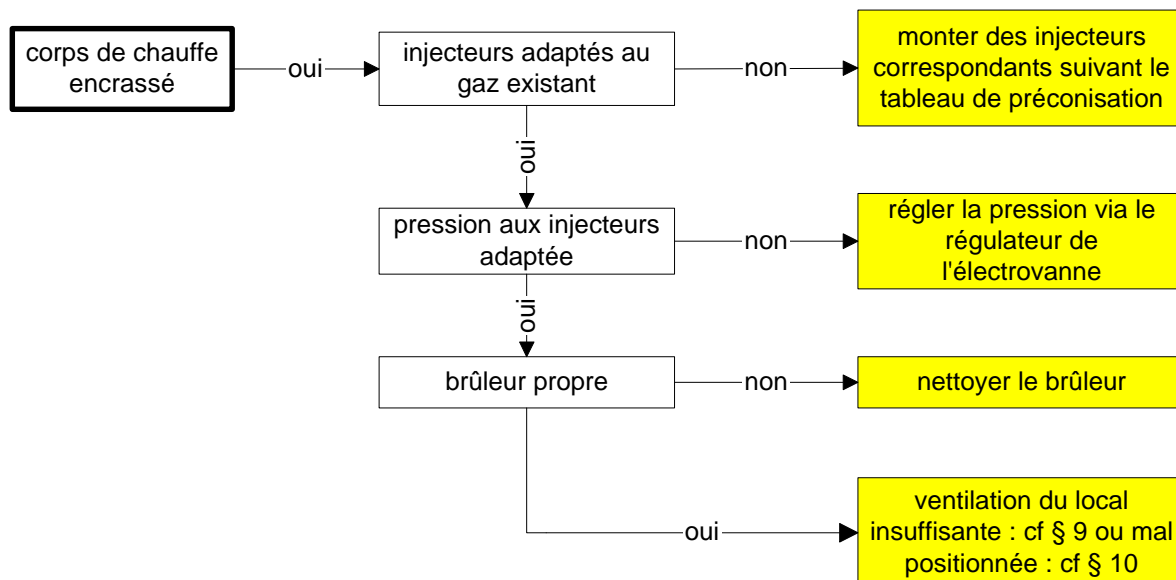 corps de chauffe
encrassé
oui
injecteurs adaptés au
gaz existant
non
monter des injecteurs
correspondants suivant le
tableau de préconisation
oui
pression aux injecteurs
adaptée
non
régler la pression via le
régulateur de
l'électrovanne
oui
brûleur propre
non
nettoyer le brûleur
oui
ventilation du local
insuffisante : cf § 9 ou mal
positionnée : cf § 10